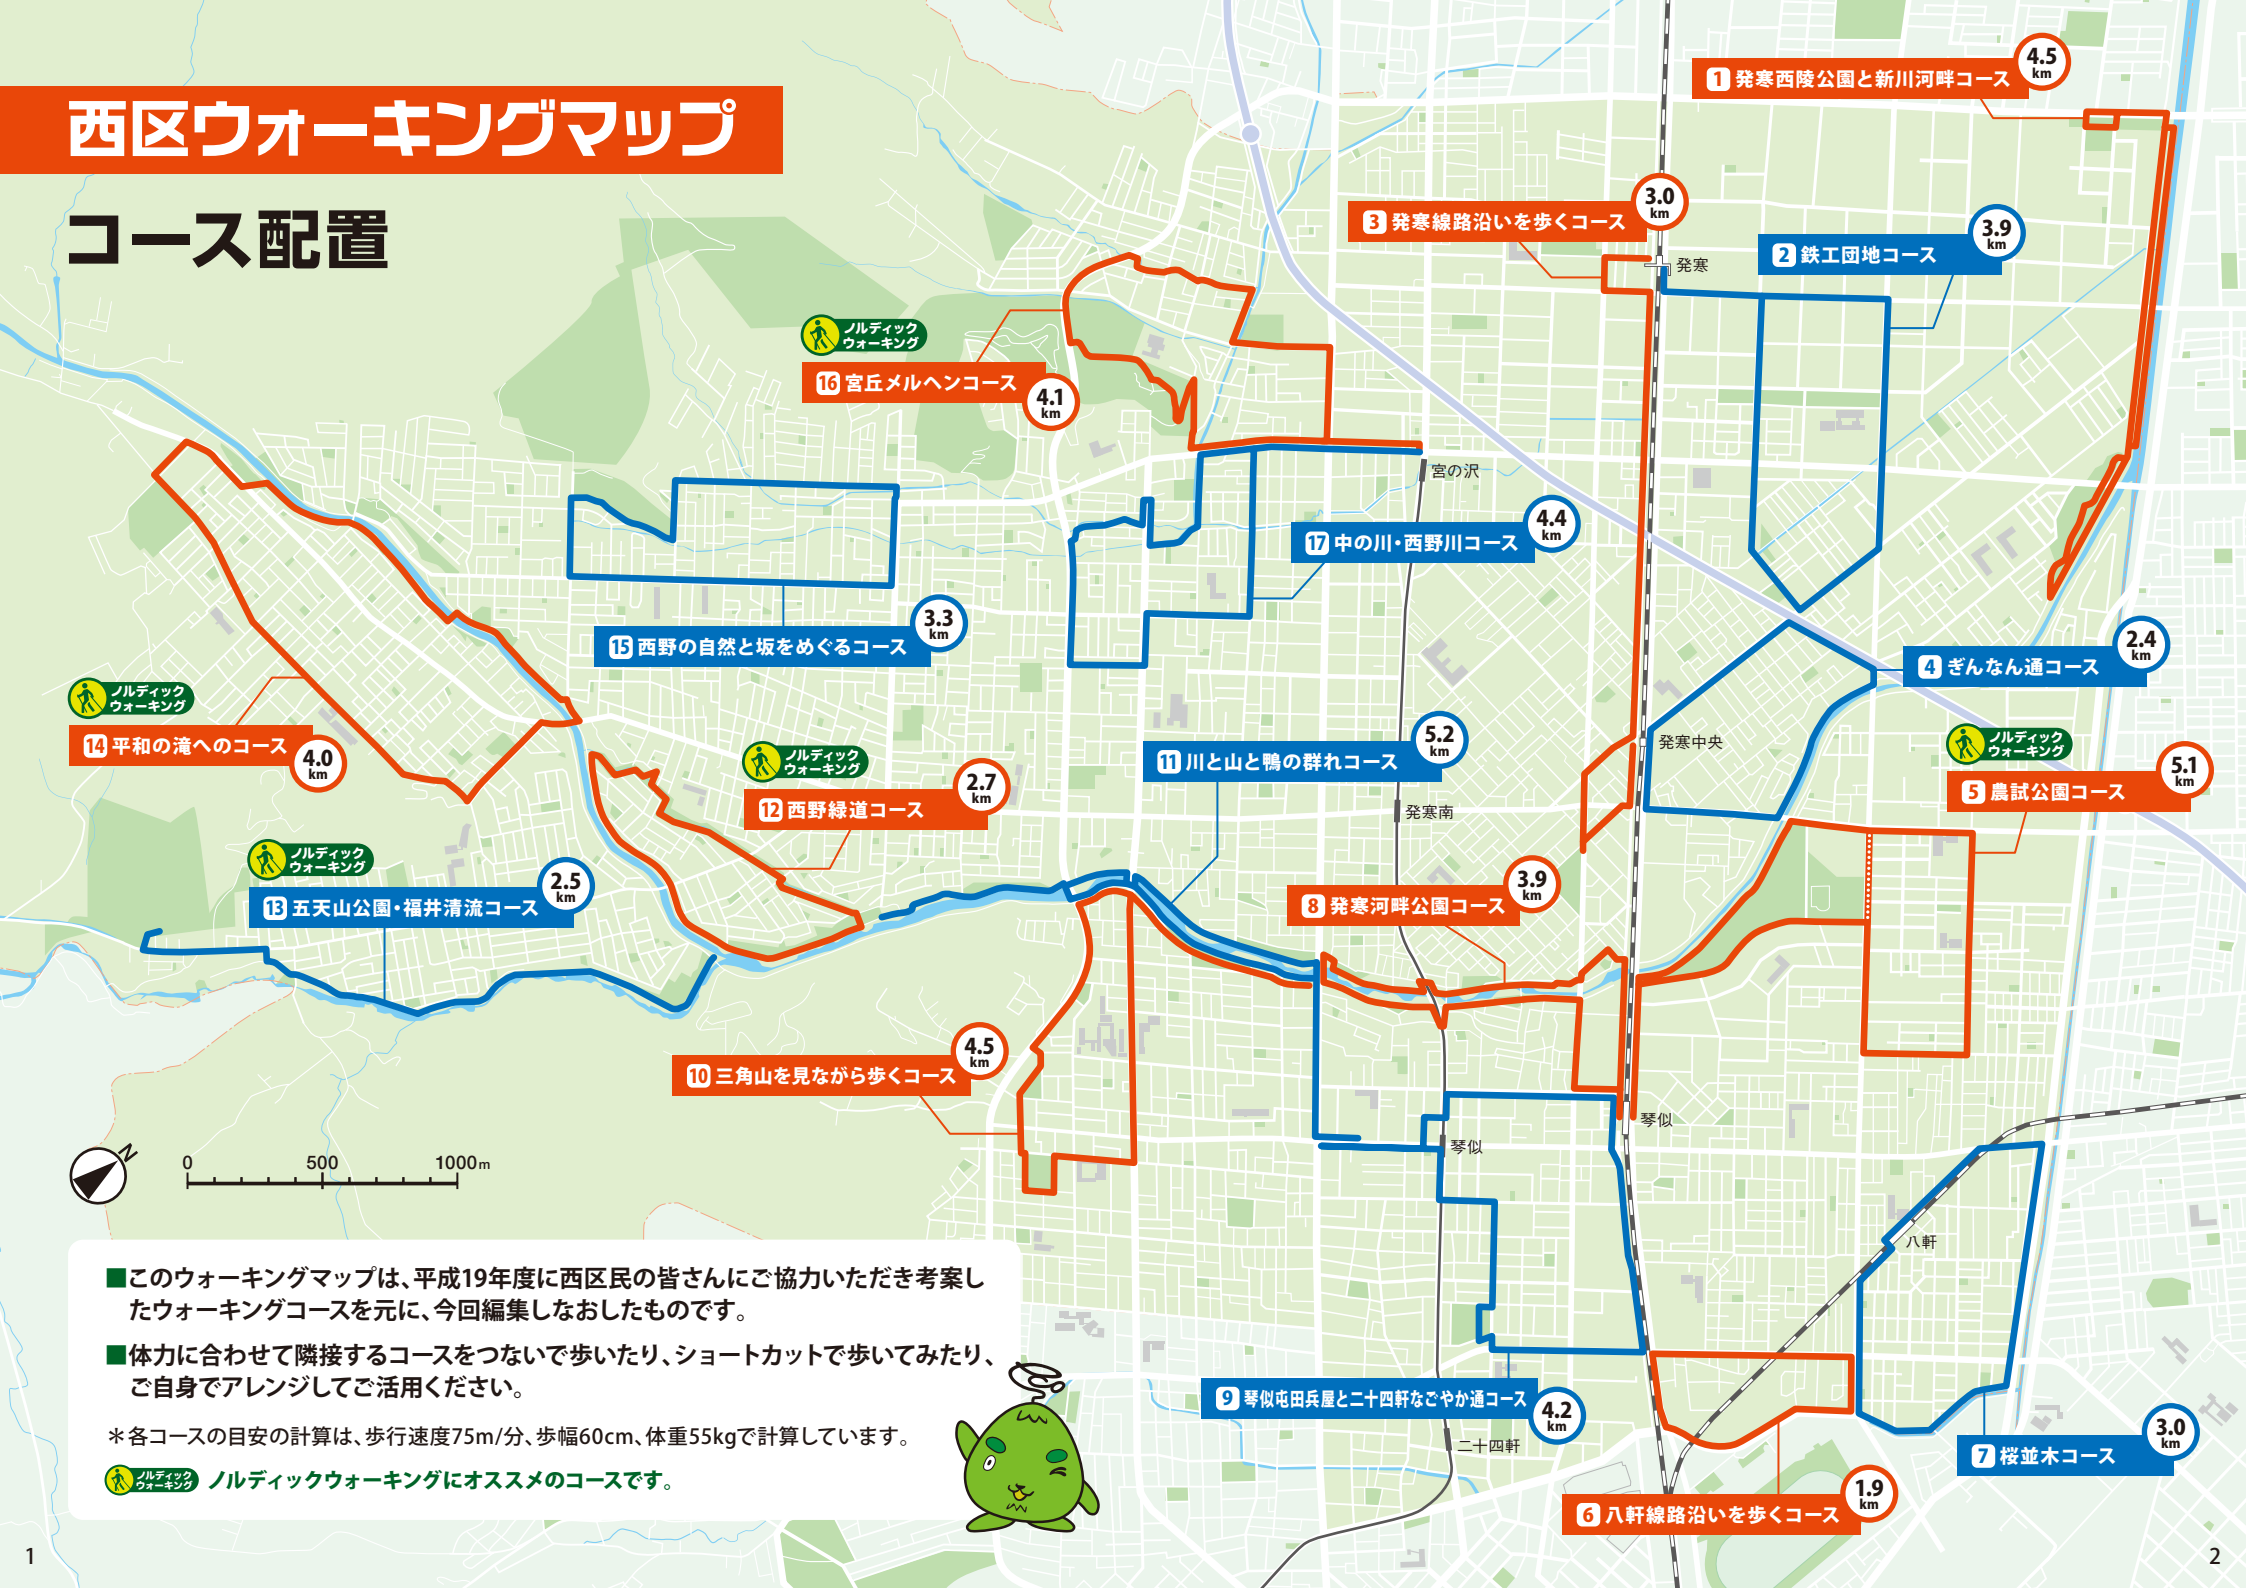 西区ウォーキングマップ
コース配置
1 発寒西陵公園と新川河畔コース
4.5
km
3 発寒線路沿いを歩くコース
3.0
km
2 鉄工団地コース
3.9
km
発寒
ノルディック
ウォーキング
16 宮丘メルヘンコース
4.1
km
宮の沢
17 中の川・西野川コース
4.4
km
15 西野の自然と坂をめぐるコース
3.3
km
4 ぎんなん通コース
2.4
km
ノルディック
ウォーキング
14 平和の滝へのコース
4.0
km
発寒中央
ノルディック
ウォーキング
5 農試公園コース
5.1
km
11 川と山と鴨の群れコース
5.2
km
ノルディック
ウォーキング
12 西野緑道コース
2.7
km
発寒南
ノルディック
ウォーキング
13 五天山公園・福井清流コース
2.5
km
8 発寒河畔公園コース
3.9
km
10 三角山を見ながら歩くコース
4.5
km
琴似
琴似
N
0 500 1000m
八軒
■このウォーキングマップは、平成19年度に西区民の皆さんにご協力いただき考案し
たウォーキングコースを元に、今回編集しなおしたものです。
■体力に合わせて隣接するコースをつないで歩いたり、ショートカットで歩いてみたり、
ご自身でアレンジしてご活用ください。
＊各コースの目安の計算は、歩行速度75m/分、歩幅60cm、体重55kgで計算しています。
ノルディック
ウォーキング
ノルディックウォーキングにオススメのコースです。
9 琴似屯田兵屋と二十四軒なごやか通コース
4.2
km
二十四軒
7 桜並木コース
3.0
km
6 八軒線路沿いを歩くコース
1.9
km
1
2